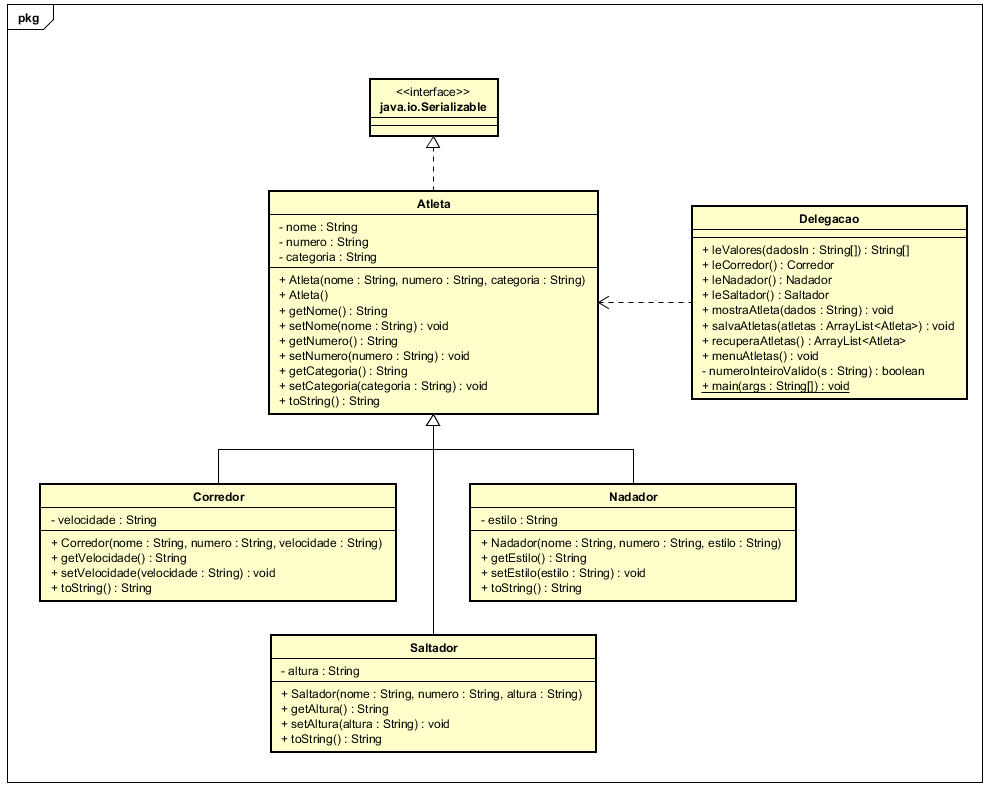 pkg
<<interface>>
java.io.Serializable
Atleta
- nome : String
- numero : String
- categoria : String
+ Atleta(nome : String, numero : String, categoria : String)
+ Atleta()
+ getNome() : String
+ setNome(nome : String) : void
+ getNumero() : String
+ setNumero(numero : String) : void
+ getCategoria() : String
+ setCategoria(categoria : String) : void
+ toString() : String
Delegacao
+ leValores(dadosIn : String[]) : String[]
+ leCorredor() : Corredor
+ leNadador() : Nadador
+ leSaltador() : Saltador
+ mostraAtleta(dados : String) : void
+ salvaAtletas(atletas : ArrayList<Atleta>) : void
+ recuperaAtletas() : ArrayList<Atleta>
+ menuAtletas() : void
- numeroInteiroValido(s : String) : boolean
+ main(args : String[]) : void
Corredor
- velocidade : String
+ Corredor(nome : String, numero : String, velocidade : String)
+ getVelocidade() : String
+ setVelocidade(velocidade : String) : void
+ toString() : String
Nadador
- estilo : String
+ Nadador(nome : String, numero : String, estilo : String)
+ getEstilo() : String
+ setEstilo(estilo : String) : void
+ toString() : String
Saltador
- altura : String
+ Saltador(nome : String, numero : String, altura : String)
+ getAltura() : String
+ setAltura(altura : String) : void
+ toString() : String